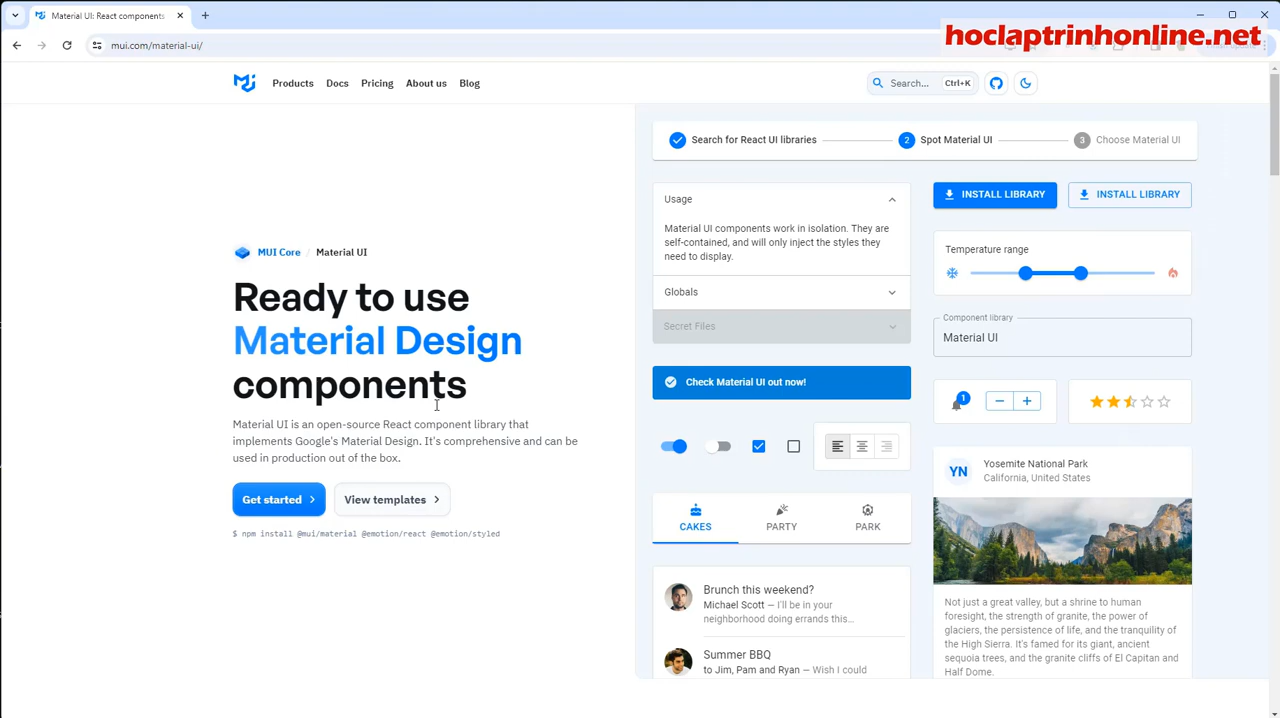 Material UI: React components
hoclaptrinhonline.net
mui.com/material-ui/
Products
Docs
Pricing
About us
Blog
Search...
Ctrl+K
MUI Core / Material UI
Ready to use
Material Design
components
Material UI is an open-source React component library that
implements Google's Material Design. It's comprehensive and can be
used in production out of the box.
Get started
View templates
$ npm install @mui/material @emotion/react @emotion/styled
Search for React UI libraries
2
Spot Material UI
3
Choose Material UI
Usage
Material UI components work in isolation. They are
self-contained, and will only inject the styles they
need to display.
Globals
Secret Files
Check Material UI out now!
CAKES
PARTY
PARK
Brunch this weekend?
Michael Scott — I'll be in your
neighborhood doing errands this...
Summer BBQ
to Jim, Pam and Ryan — Wish I could
INSTALL LIBRARY
INSTALL LIBRARY
Temperature range
Component library
Material UI
1
YN
Yosemite National Park
California, United States
Not just a great valley, but a shrine to human
foresight, the strength of granite, the power of
glaciers, the persistence of life, and the tranquility of
the High Sierra. It's famed for its giant, ancient
sequoia trees, and the granite cliffs of El Capitan and
Half Dome.